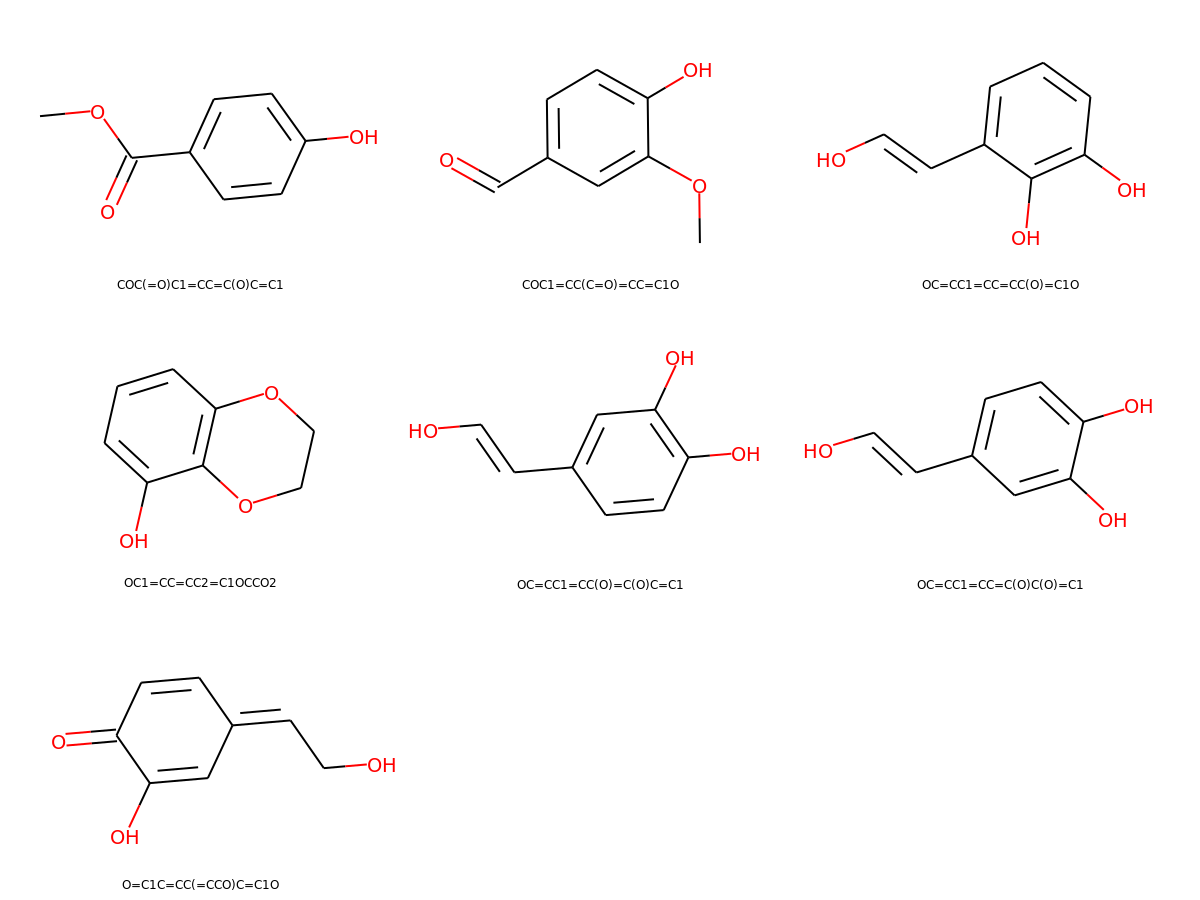 O OH O
COC(=O)C1=CC=C(O)C=C1
OH O O
COC1=CC(C=O)=CC=C1O
HO OH OH
OC=CC1=CC=CC(O)=C1O
O O OH
OC1=CC=CC2=C1OCCO2
OH HO OH
OC=CC1=CC(O)=C(O)C=C1
OH HO OH
OC=CC1=CC=C(O)C(O)=C1
O OH OH
O=C1C=CC(=CCO)C=C1O